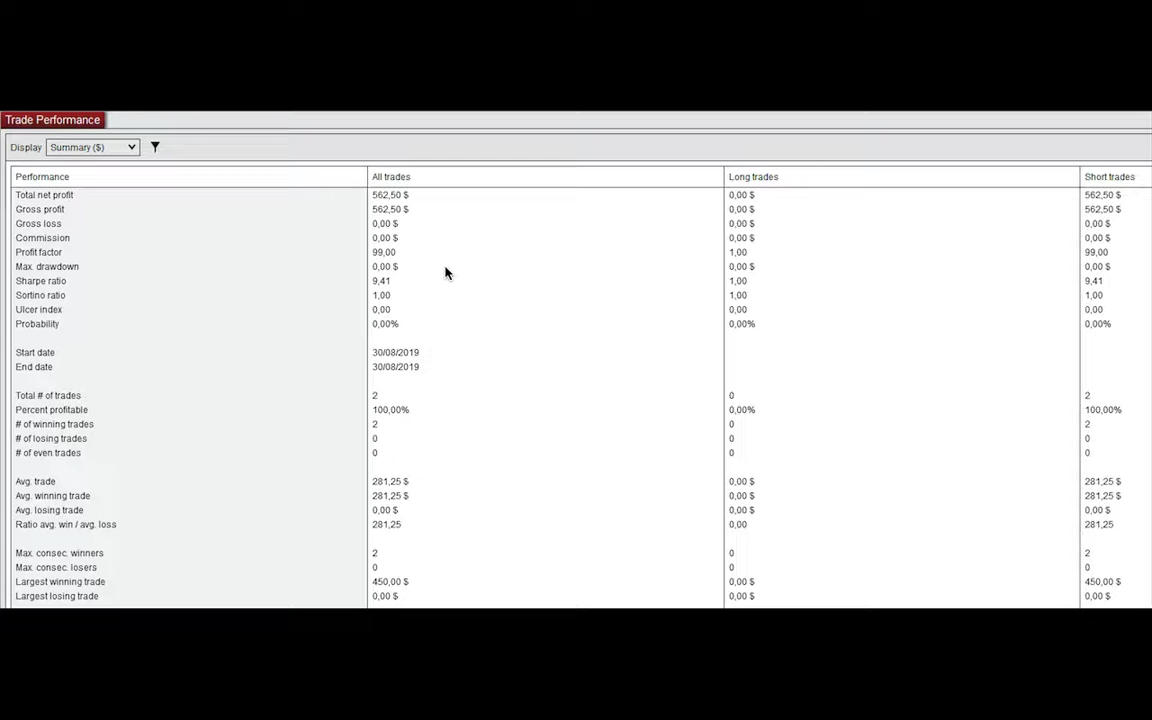 Trade Performance
Display Summary ($)
Performance All trades Long trades Short trades
Total net profit 562,50 $ 0,00 $ 562,50 $
Gross profit 562,50 $ 0,00 $ 562,50 $
Gross loss 0,00 $ 0,00 $ 0,00 $
Commission 0,00 $ 0,00 $ 0,00 $
Profit factor 99,00 1,00 99,00
Max. drawdown 0,00 $ 0,00 $ 0,00 $
Sharpe ratio 9,41 1,00 9,41
Sortino ratio 1,00 1,00 1,00
Ulcer index 0,00 0,00 0,00
Probability 0,00% 0,00% 0,00%
Start date 30/08/2019
End date 30/08/2019
Total # of trades 2 0 2
Percent profitable 100,00% 0,00% 100,00%
# of winning trades 2 0 2
# of losing trades 0 0 0
# of even trades 0 0 0
Avg. trade 281,25 $ 0,00 $ 281,25 $
Avg. winning trade 281,25 $ 0,00 $ 281,25 $
Avg. losing trade 0,00 $ 0,00 $ 0,00 $
Ratio avg. win / avg. loss 281,25 0,00 281,25
Max. consec. winners 2 0 2
Max. consec. losers 0 0 0
Largest winning trade 450,00 $ 0,00 $ 450,00 $
Largest losing trade 0,00 $ 0,00 $ 0,00 $